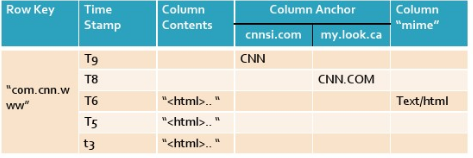 Row Key Time Stamp Column Contents Column Anchor Column "mime"
cnnsi.com my.look.ca
"com.cnn.www"
T9 CNN
T8 CNN.COM
T6 "<html>.. " Text/html
T5 "<html>.. "
t3 "<html>.. "